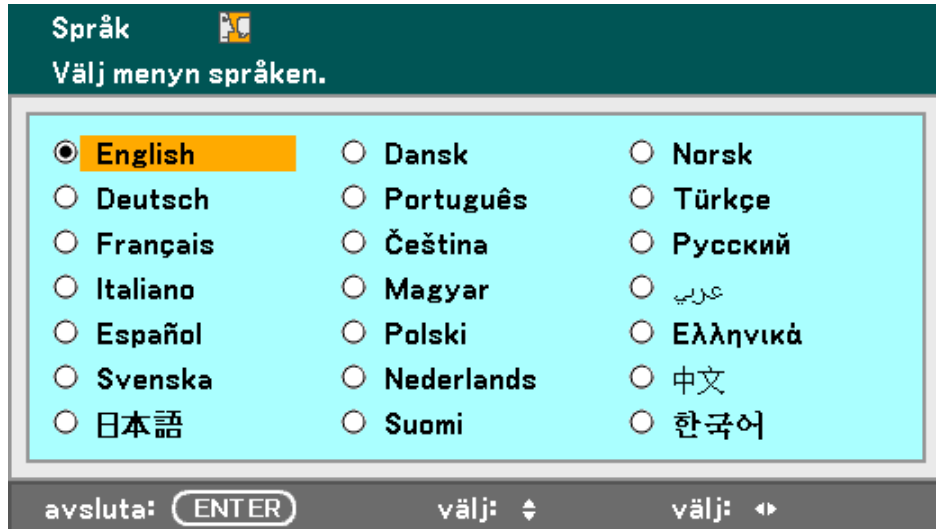 Språk
Välj menyn språken.
English Dansk Norsk
Deutsch Português Türkçe
Français Čeština Русский
Italiano Magyar عربي
Español Polski Ελληνικά
Svenska Nederlands 中文
日本語 Suomi 한국어
avsluta: ENTER välj: välj: